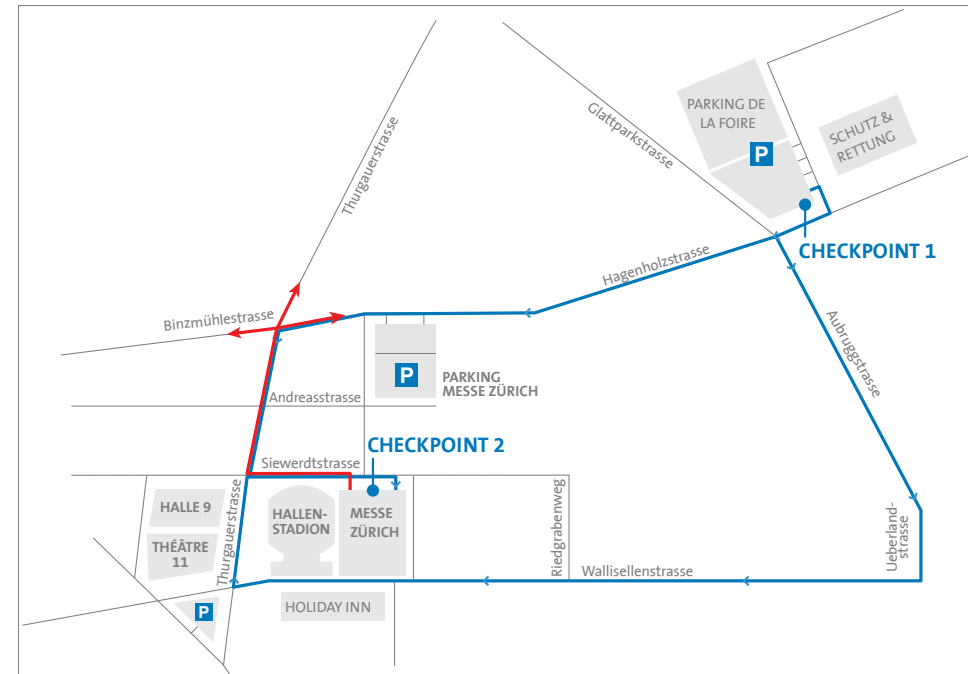 PARKING DE
LA FOIRE
P
SCHUTZ &
RETTUNG
Glattparkstrasse
Thurgauerstrasse
CHECKPOINT 1
Hagenholzstrasse
Binzmühlestrasse
Aubruggstrasse
P
PARKING
MESSE ZÜRICH
Andreasstrasse
CHECKPOINT 2
Siewerdtstrasse
HALLE 9
THÉÂTRE
11
Thurgauerstrasse
HALLEN-
STADION
MESSE
ZÜRICH
Riedgrabenweg
Ueberland-
strasse
Wallisellenstrasse
P
HOLIDAY INN